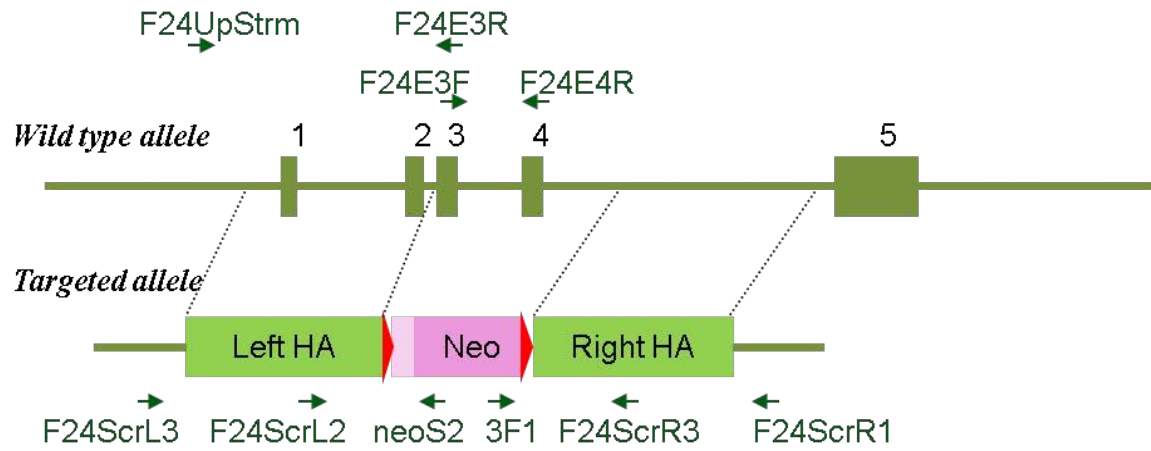 F24UpStrm F24E3R
F24E3F F24E4R
Wild type allele 1 2 3 4 5
Targeted allele
Left HA Neo Right HA
F24ScrL3 F24ScrL2 neoS2 3F1 F24ScrR3 F24ScrR1